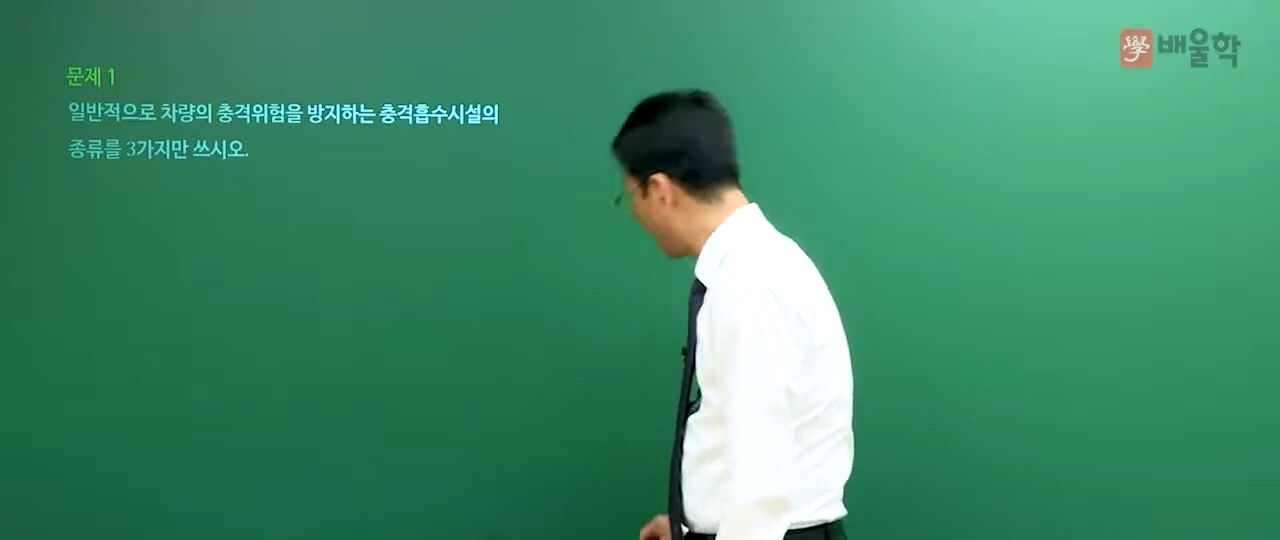 문제 1
일반적으로 차량의 충격위험을 방지하는 충격흡수시설의
종류를 3가지만 쓰시오.
學 배울학